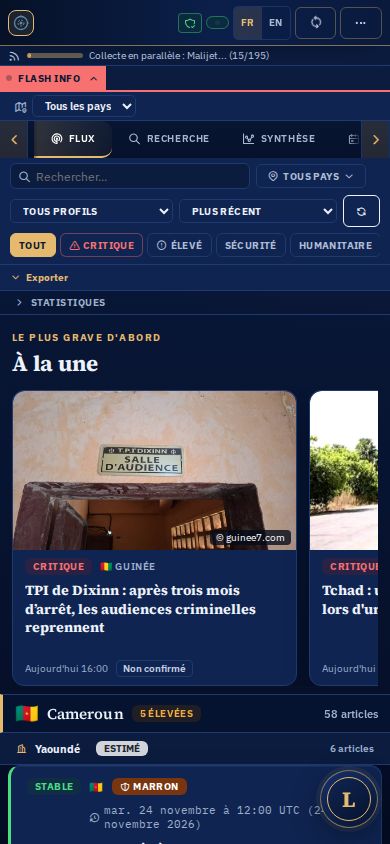 FR EN
Collecte en parallèle : Malijet... (15/195)
FLASH INFO
Tous les pays
FLUX RECHERCHE SYNTHÈSE
Rechercher... TOUS PAYS
TOUS PROFILS PLUS RÉCENT
TOUT CRITIQUE ÉLEVÉ SÉCURITÉ HUMANITAIRE
Exporter
STATISTIQUES
LE PLUS GRAVE D'ABORD
À la une
T.P.I DIXINN
SALLE
D'AUDIENCE
© guinee7.com
CRITIQUE GUINÉE
TPI de Dixinn : après trois mois
d'arrêt, les audiences criminelles
reprennent
Aujourd'hui 16:00 Non confirmé
CRITIQUE
Tchad : u
lors d'un
Aujourd'hui
Cameroun 5 ÉLEVÉES 58 articles
Yaoundé ESTIMÉ 6 articles
STABLE MARRON
mar. 24 novembre à 12:00 UTC (2
novembre 2026)
L